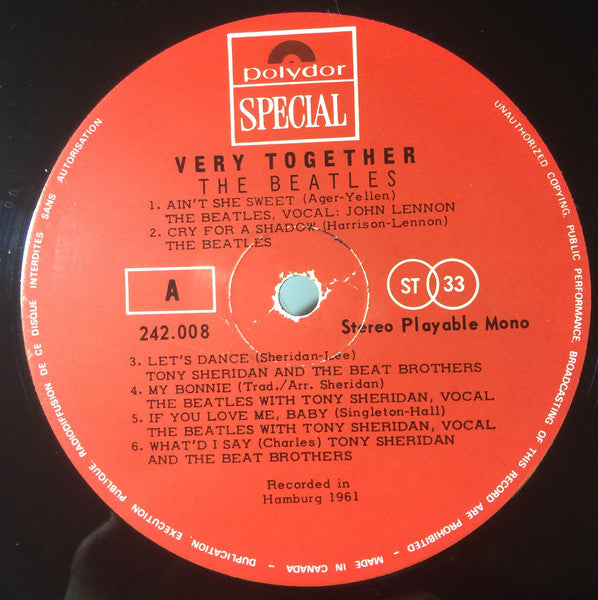 polydor
SPECIAL
VERY TOGETHER
THE BEATLES
1. AIN'T SHE SWEET (Ager-Yellen)
THE BEATLES, VOCAL: JOHN LENNON
2. CRY FOR A SHADOW (Harrison-Lennon)
THE BEATLES
A
ST 33
242.008
Stereo Playable Mono
3. LET'S DANCE (Sheridan-Lee)
TONY SHERIDAN AND THE BEAT BROTHERS
4. MY BONNIE (Trad./Arr. Sheridan)
THE BEATLES WITH TONY SHERIDAN, VOCAL
5. IF YOU LOVE ME, BABY (Singleton-Hall)
THE BEATLES WITH TONY SHERIDAN, VOCAL
6. WHAT'D I SAY (Charles) TONY SHERIDAN
AND THE BEAT BROTHERS
Recorded in
Hamburg 1961
UNAUTHORIZED COPYING, PUBLIC PERFORMANCE, BROADCASTING OF THIS RECORD ARE PROHIBITED – MADE IN CANADA – DUPLICATION, EXECUTION PUBLIQUE, RADIODIFUSION DE CE DISQUE INTERDITES SANS AUTORISATION